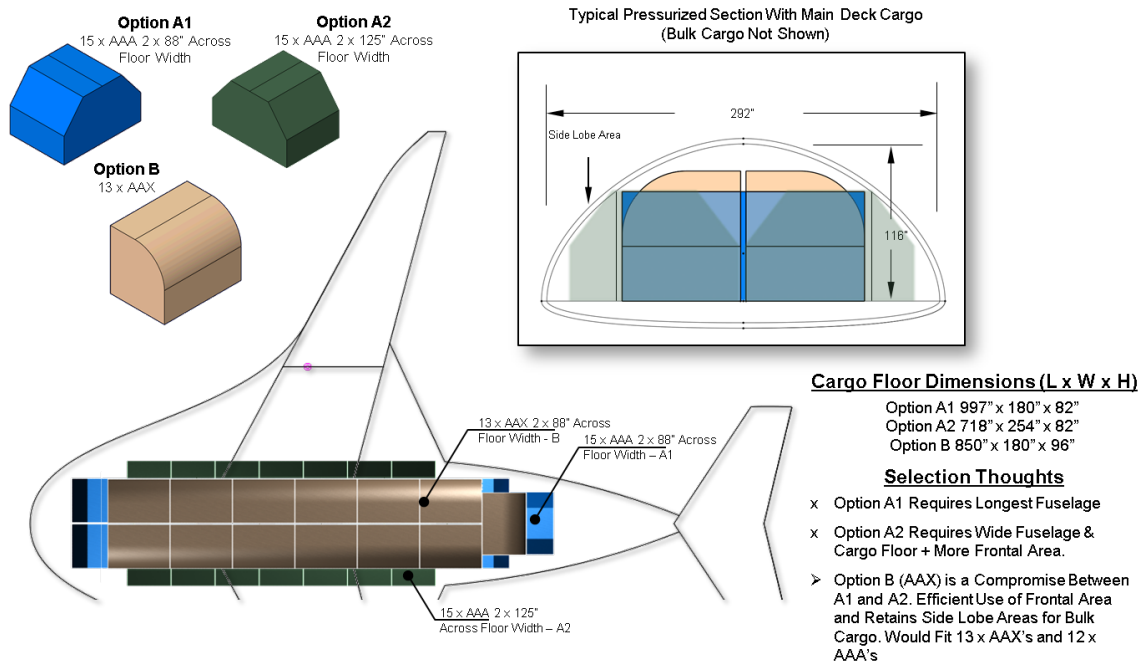 Option A1
15 x AAA 2 x 88" Across
Floor Width
Option A2
15 x AAA 2 x 125" Across
Floor Width
Option B
13 x AAX
Typical Pressurized Section With Main Deck Cargo
(Bulk Cargo Not Shown)
292"
Side Lobe Area
116"
13 x AAX 2 x 88" Across
Floor Width - B
15 x AAA 2 x 88" Across
Floor Width – A1
15 x AAA 2 x 125"
Across Floor Width – A2
Cargo Floor Dimensions (L x W x H)
Option A1 997” x 180” x 82”
Option A2 718” x 254” x 82”
Option B 850” x 180” x 96”
Selection Thoughts
x Option A1 Requires Longest Fuselage
x Option A2 Requires Wide Fuselage &
Cargo Floor + More Frontal Area.
➢ Option B (AAX) is a Compromise Between
A1 and A2. Efficient Use of Frontal Area
and Retains Side Lobe Areas for Bulk
Cargo. Would Fit 13 x AAX’s and 12 x
AAA’s